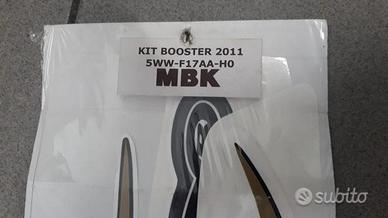 KIT BOOSTER 2011
5WW-F17AA-H0
MBK
subito